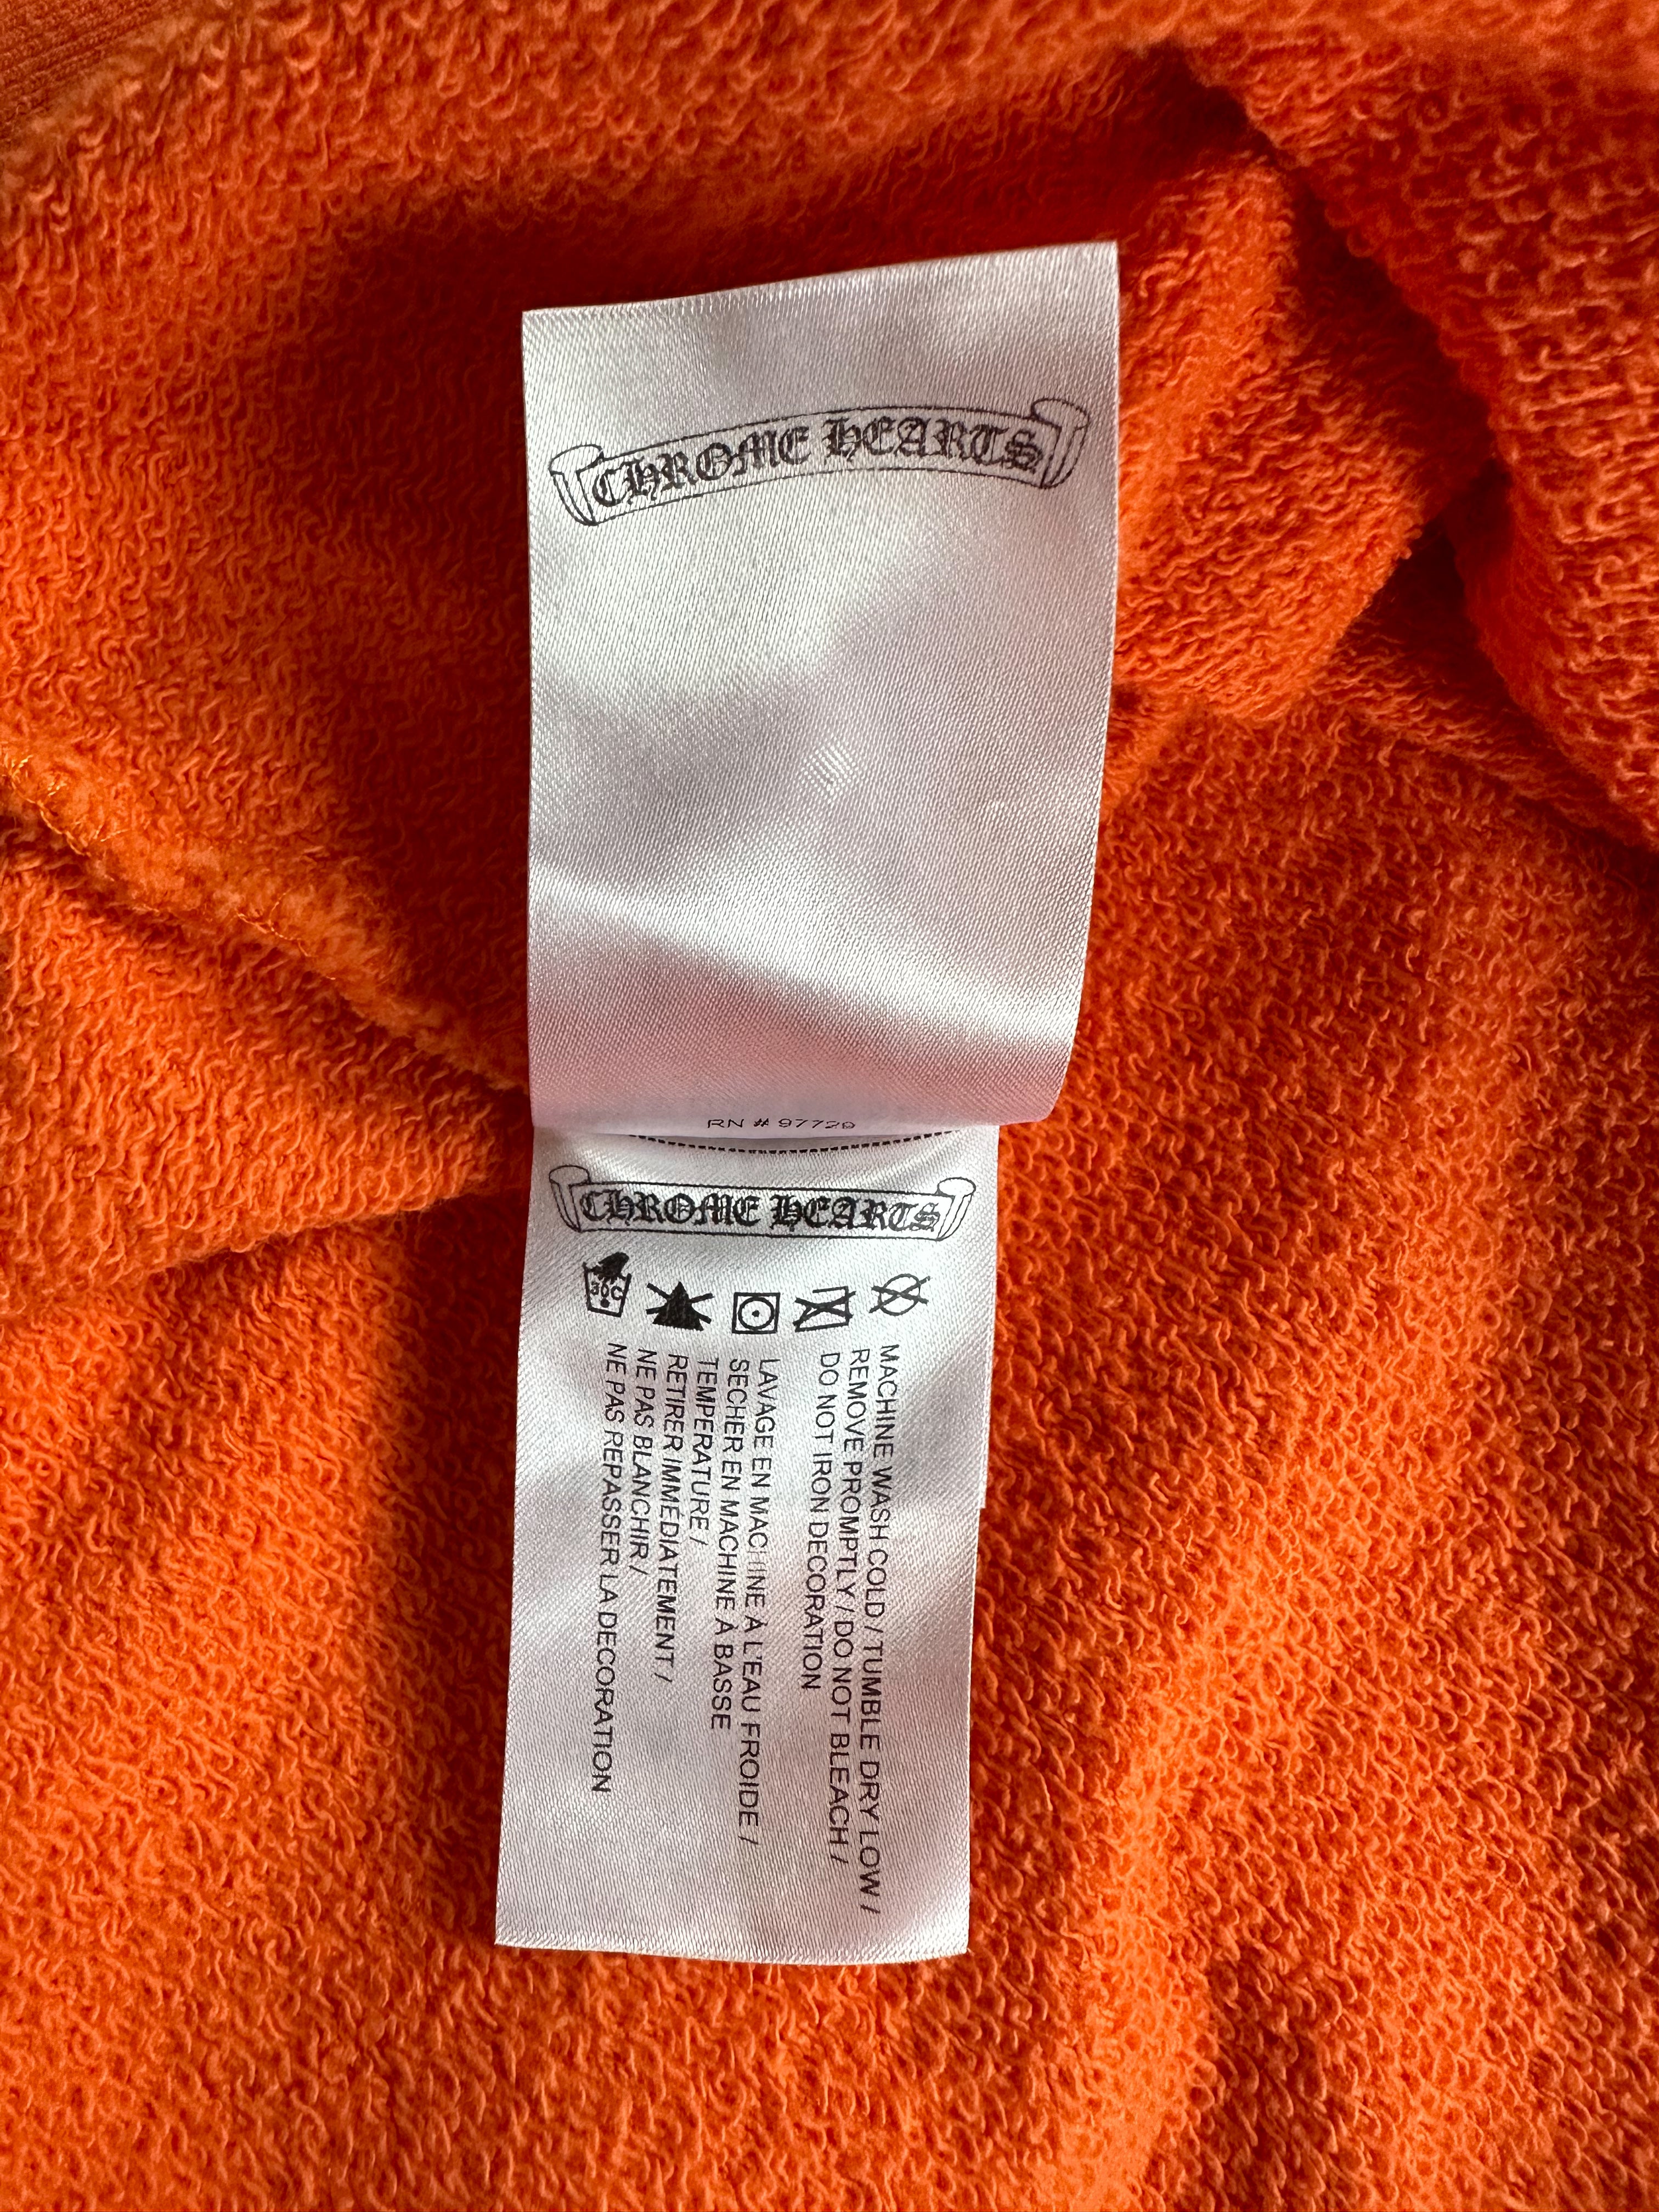 CHROME HEARTS
RN # 97729
CHROME HEARTS
30C
MACHINE WASH COLD / TUMBLE DRY LOW /
REMOVE PROMPTLY / DO NOT BLEACH /
DO NOT IRON DECORATION
LAVAGE EN MACHINE À L'EAU FROIDE /
SECHER EN MACHINE À BASSE
TEMPERATURE /
RETIRER IMMÉDIATEMENT /
NE PAS BLANCHIR /
NE PAS REPASSER LA DECORATION